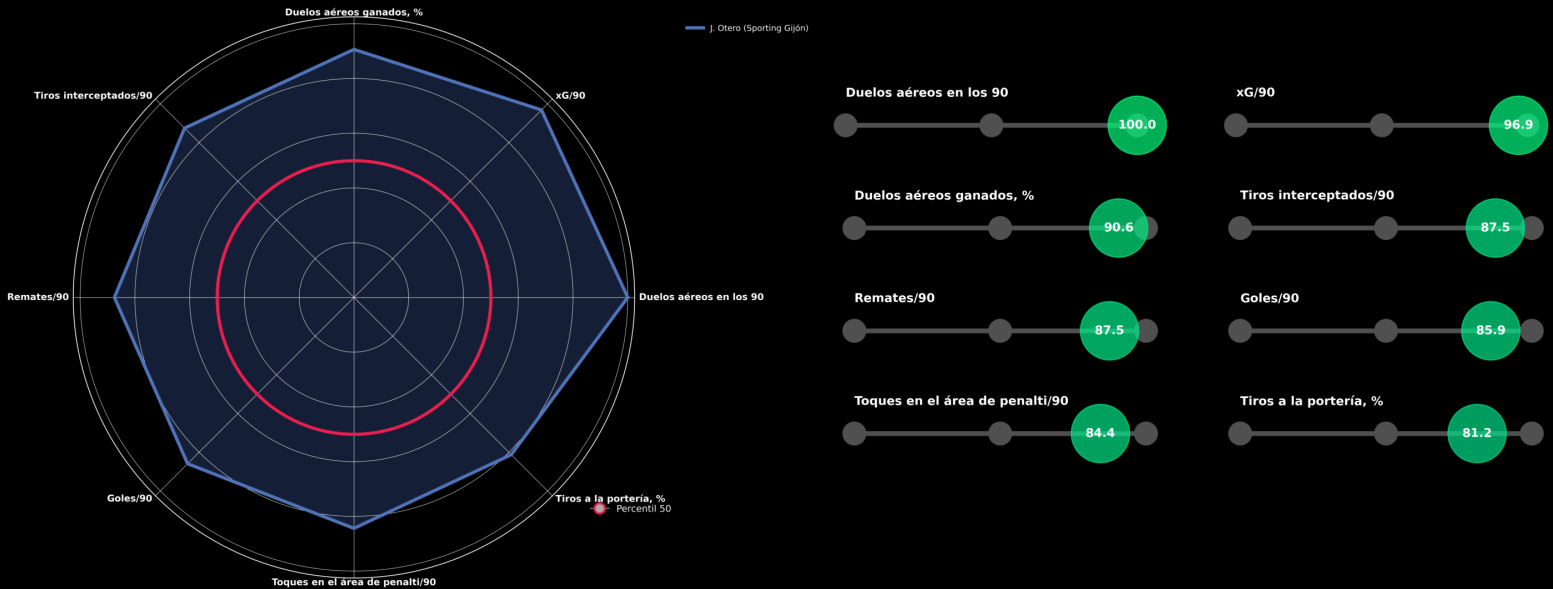 Duelos aéreos ganados, %
J. Otero (Sporting Gijón)
Tiros interceptados/90
xG/90
Remates/90
Duelos aéreos en los 90
Goles/90
Tiros a la portería, %
Percentil 50
Toques en el área de penalti/90
Duelos aéreos en los 90
100.0
xG/90
96.9
Duelos aéreos ganados, %
90.6
Tiros interceptados/90
87.5
Remates/90
87.5
Goles/90
85.9
Toques en el área de penalti/90
84.4
Tiros a la portería, %
81.2